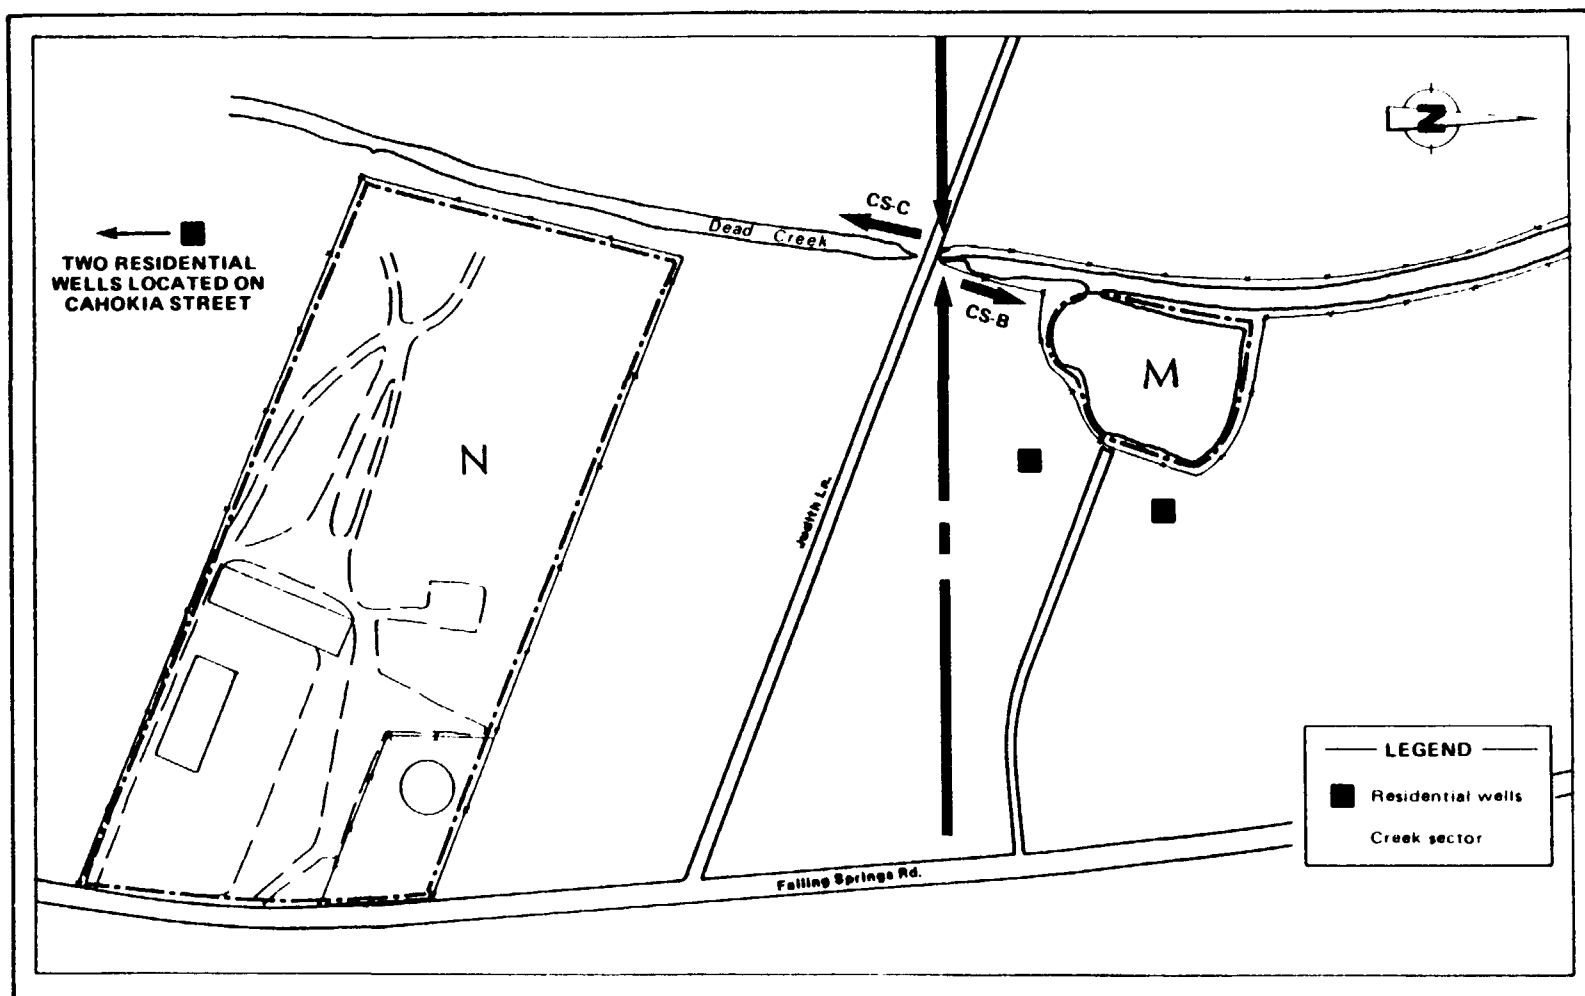 N
CS-C
Dead Creek
TWO RESIDENTIAL
WELLS LOCATED ON
CAHOKIA STREET
CS-B
M
N
Judith Ln.
LEGEND
Residential wells
Creek sector
Falling Springs Rd.